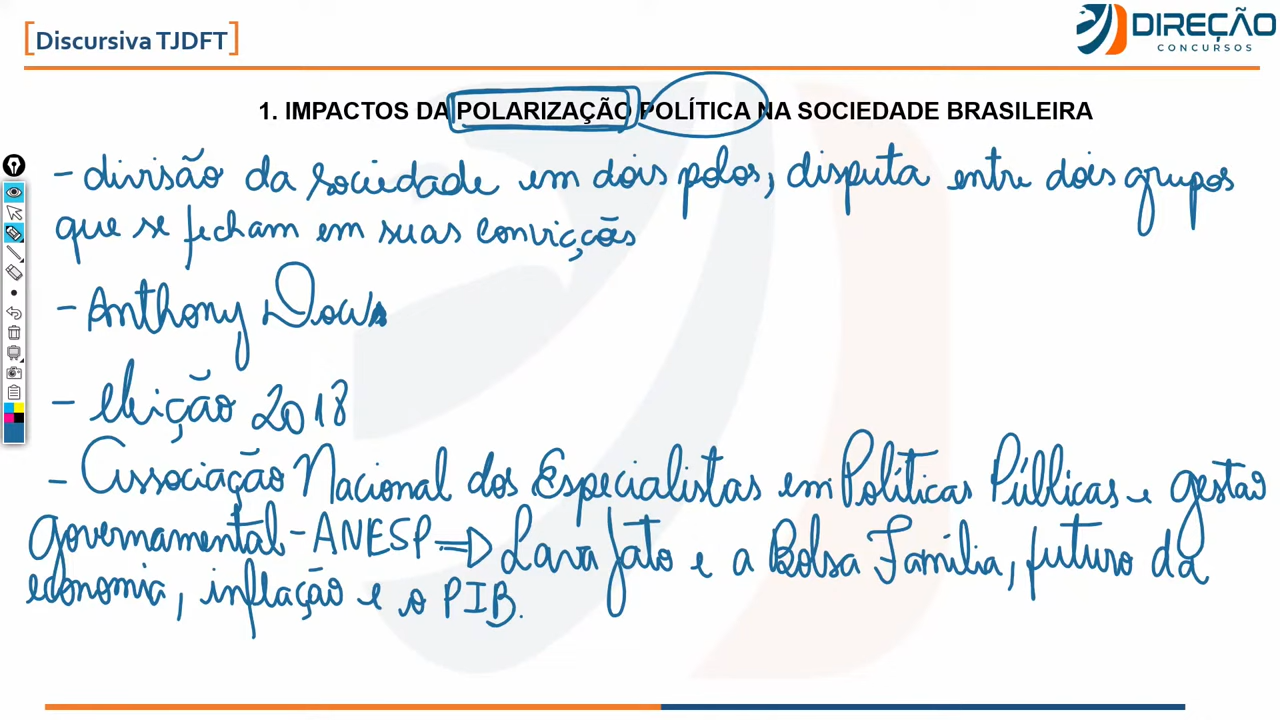 [Discursiva TJDFT]
DIREÇÃO
CONCURSOS
1. IMPACTOS DA POLARIZAÇÃO POLÍTICA NA SOCIEDADE BRASILEIRA
- divisão da sociedade em dois polos, disputa entre dois grupos
que se fecham em suas convicções
- Anthony Dows
- eleição 2018
- Associação Nacional dos Especialistas em Políticas Públicas e gestão
governamental - ANESP => Lava Jato e a Bolsa Família, futuro da
economia, inflação e o PIB.